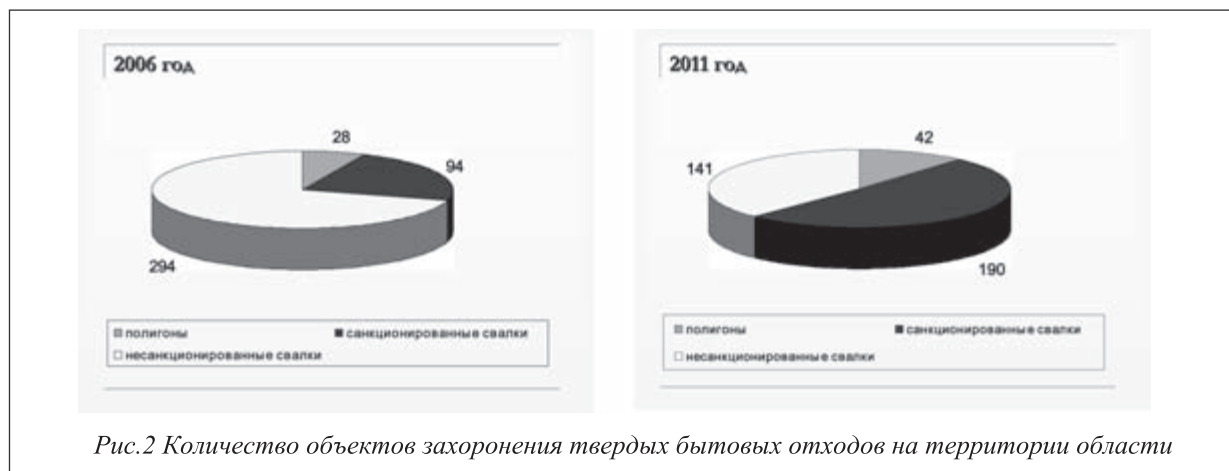 2006 год
28
94
294
полигоны
санкционированные свалки
несанкционированные свалки
2011 год
42
141
190
полигоны
санкционированные свалки
несанкционированные свалки
Рис.2 Количество объектов захоронения твердых бытовых отходов на территории области